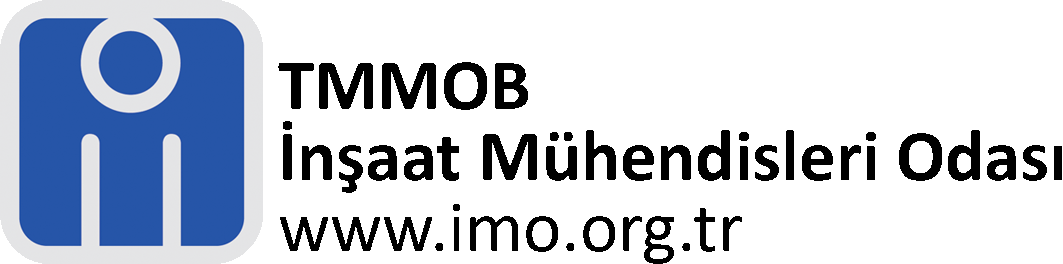 TMMOB
İnşaat Mühendisleri Odası
www.imo.org.tr